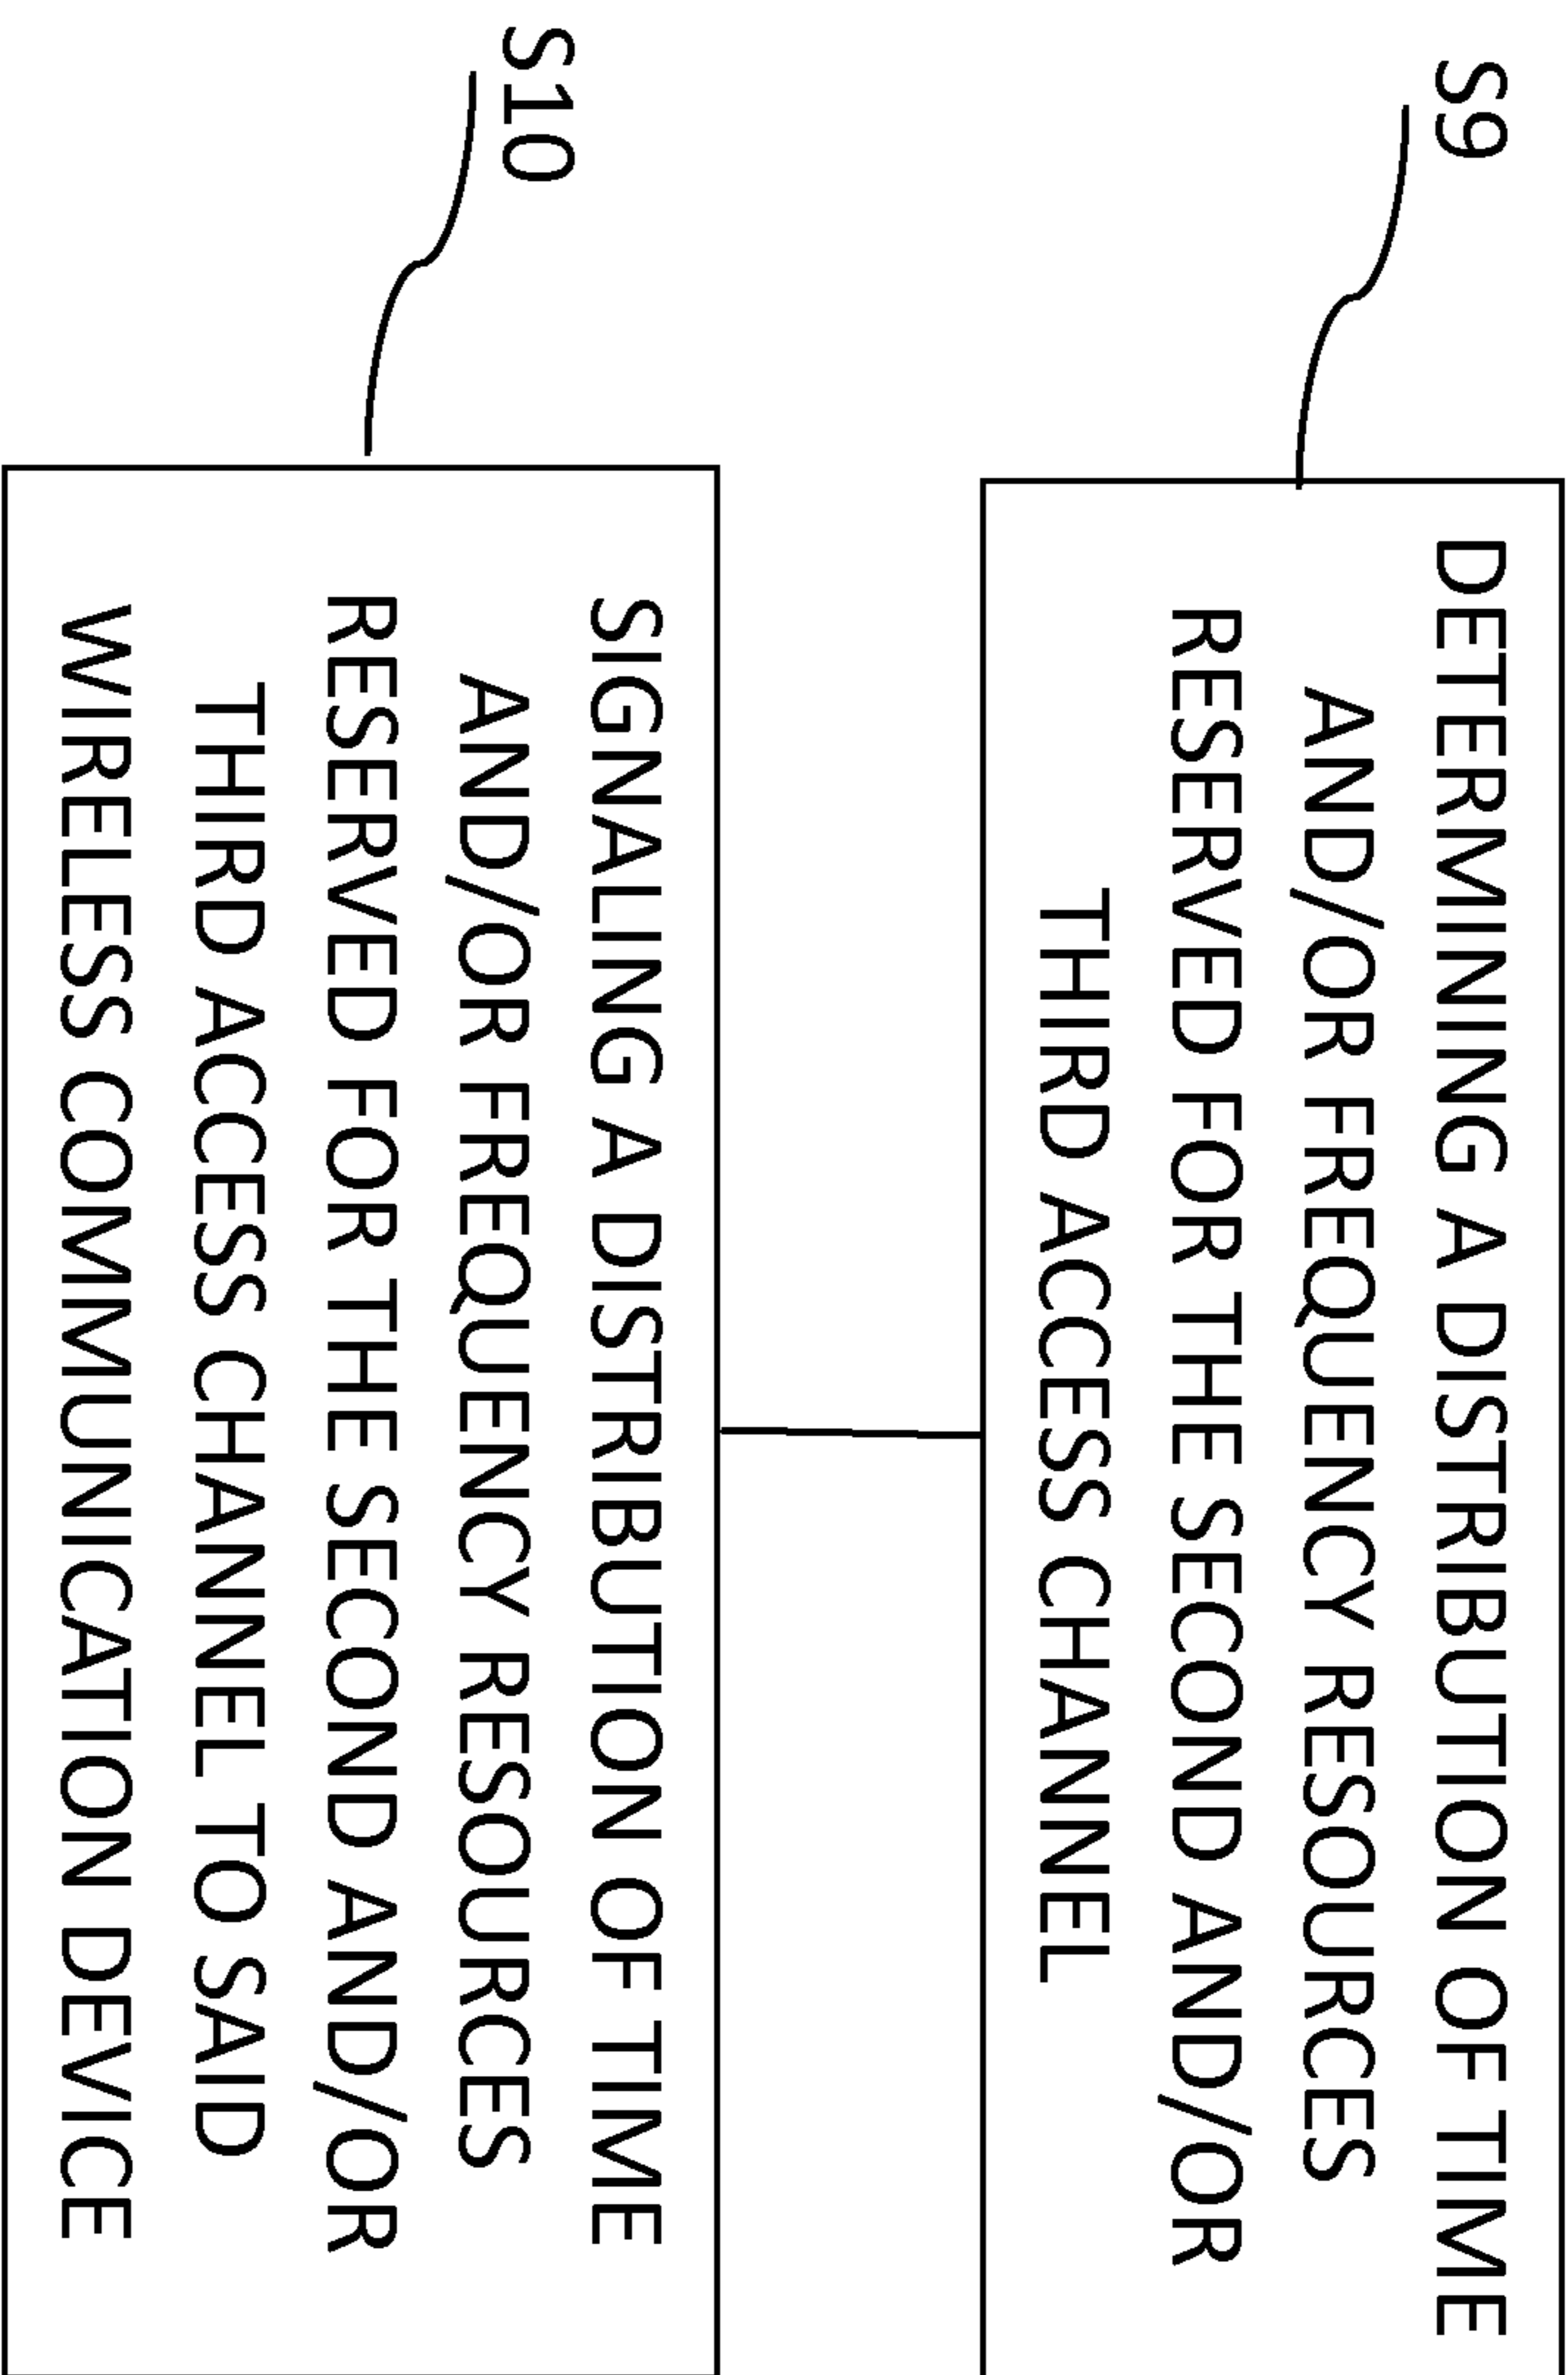 S9
DETERMINING A DISTRIBUTION OF TIME
AND/OR FREQUENCY RESOURCES
RESERVED FOR THE SECOND AND/OR
THIRD ACCESS CHANNEL
S10
SIGNALING A DISTRIBUTION OF TIME
AND/OR FREQUENCY RESOURCES
RESERVED FOR THE SECOND AND/OR
THIRD ACCESS CHANNEL TO SAID
WIRELESS COMMUNICATION DEVICE